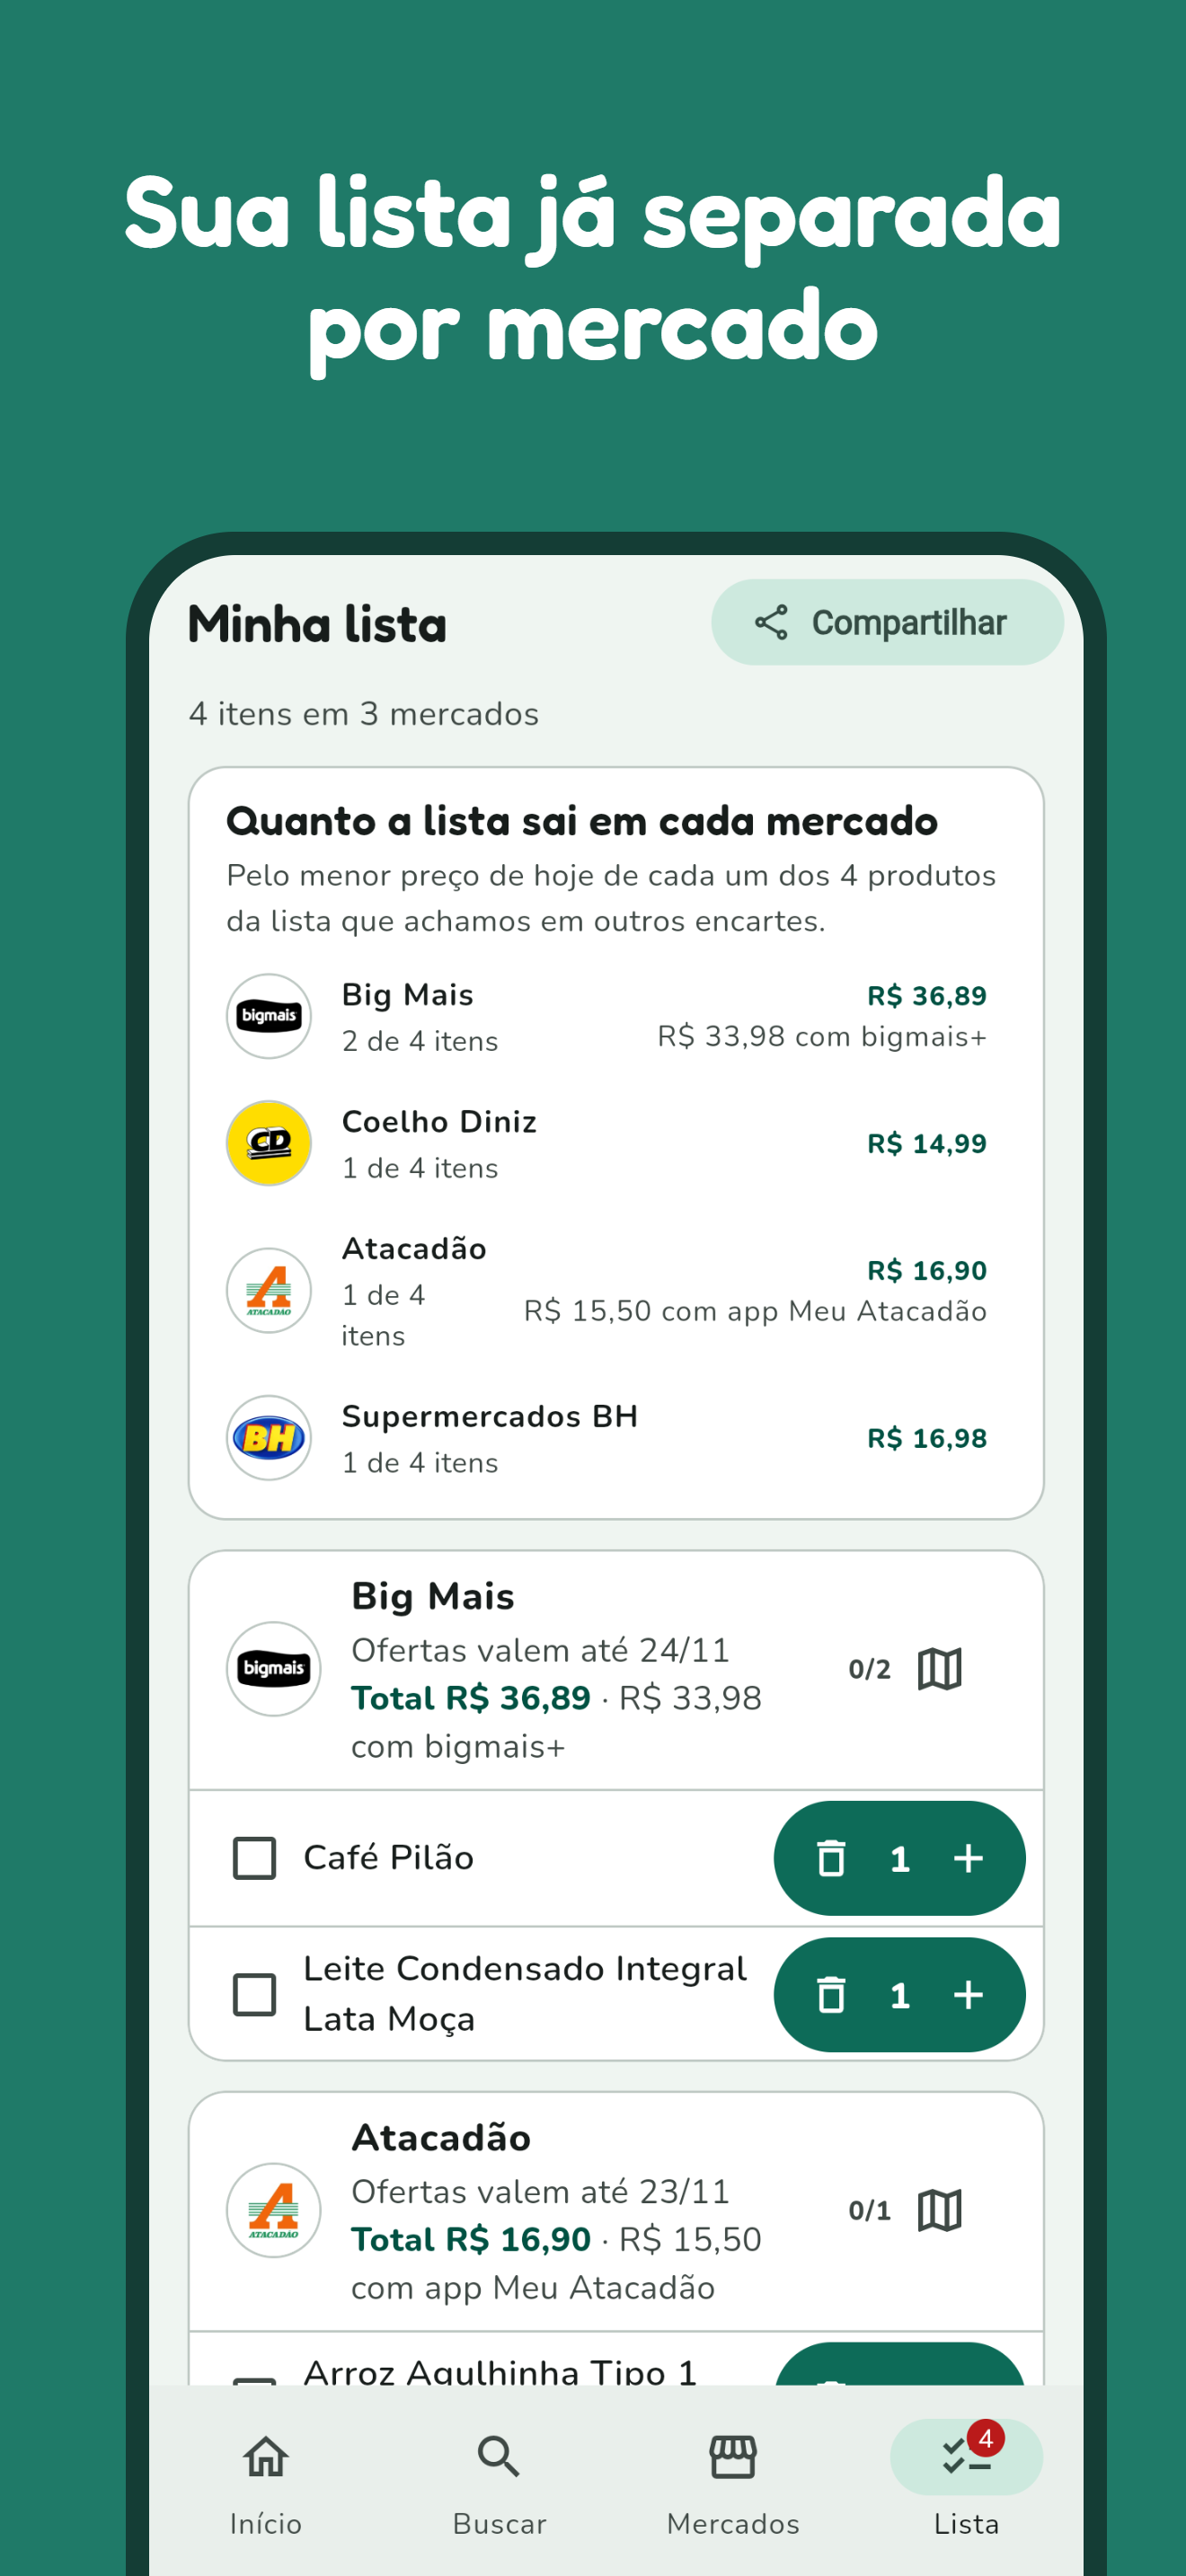 Sua lista já separada
por mercado
Minha lista
Compartilhar
4 itens em 3 mercados
Quanto a lista sai em cada mercado
Pelo menor preço de hoje de cada um dos 4 produtos
da lista que achamos em outros encartes.
bigmais
Big Mais
2 de 4 itens
R$ 36,89
R$ 33,98 com bigmais+
CD
Coelho Diniz
1 de 4 itens
R$ 14,99
A
ATACADÃO
Atacadão
1 de 4
itens
R$ 16,90
R$ 15,50 com app Meu Atacadão
BH
Supermercados BH
1 de 4 itens
R$ 16,98
bigmais
Big Mais
Ofertas valem até 24/11
Total R$ 36,89 · R$ 33,98
com bigmais+
0/2
Café Pilão
1 +
Leite Condensado Integral
Lata Moça
1 +
A
ATACADÃO
Atacadão
Ofertas valem até 23/11
Total R$ 16,90 · R$ 15,50
com app Meu Atacadão
0/1
Arroz Agulhinha Tipo 1
4
Início
Buscar
Mercados
Lista